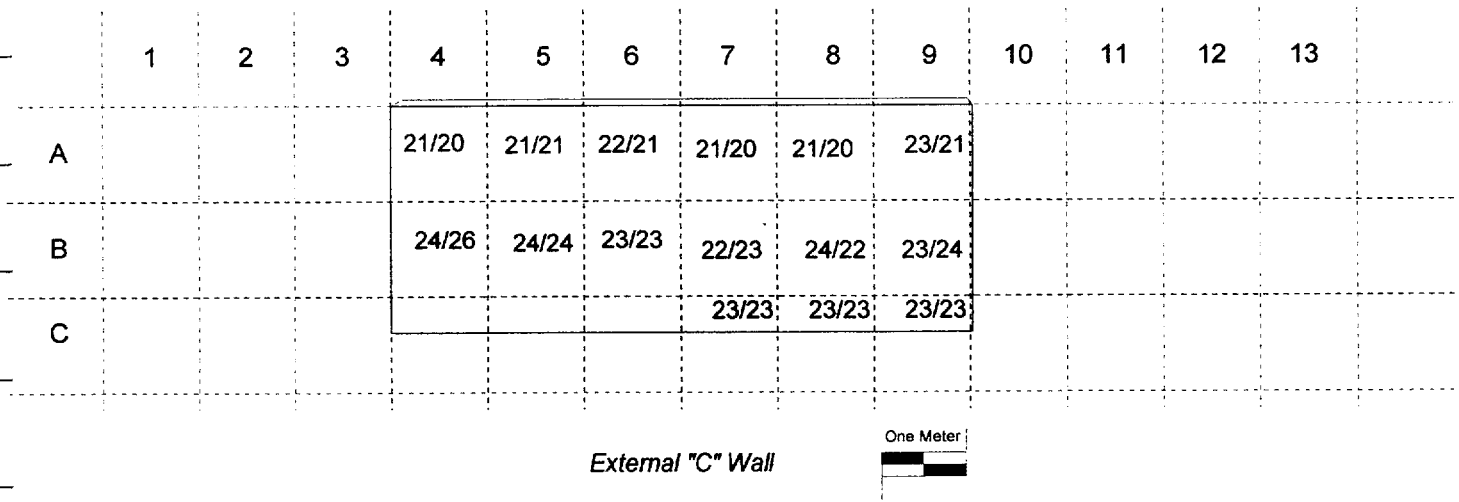 1 2 3 4 5 6 7 8 9 10 11 12 13
A 21/20 21/21 22/21 21/20 21/20 23/21
B 24/26 24/24 23/23 22/23 24/22 23/24
23/23 23/23 23/23
C
One Meter
External "C" Wall